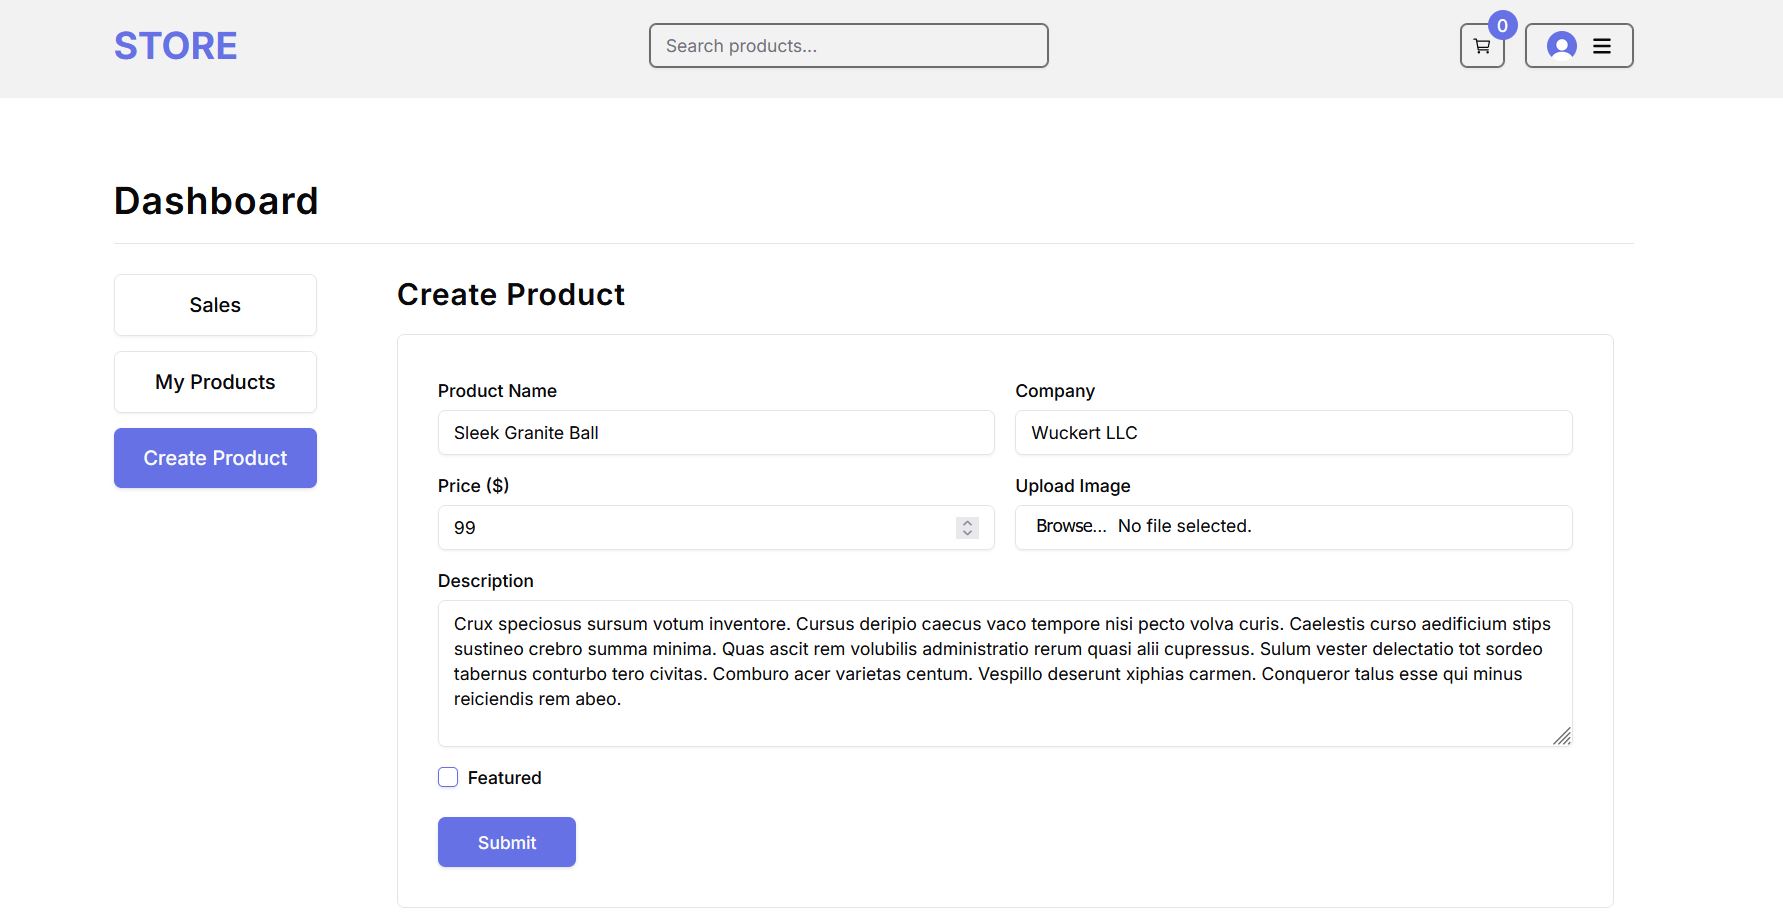 STORE
Search products...
0
Dashboard
Sales
My Products
Create Product
Create Product
Product Name
Company
Sleek Granite Ball
Wuckert LLC
Price ($)
Upload Image
99
Browse... No file selected.
Description
Crux speciosus sursum votum inventore. Cursus deripio caecus vaco tempore nisi pecto volva curis. Caelestis curso aedificium stips
sustineo crebro summa minima. Quas ascit rem volubilis administratio rerum quasi alii cupressus. Sulum vester delectatio tot sordeo
tabernus conturbo tero civitas. Comburo acer varietas centum. Vespillo deserunt xiphias carmen. Conqueror talus esse qui minus
reiciendis rem abeo.
Featured
Submit